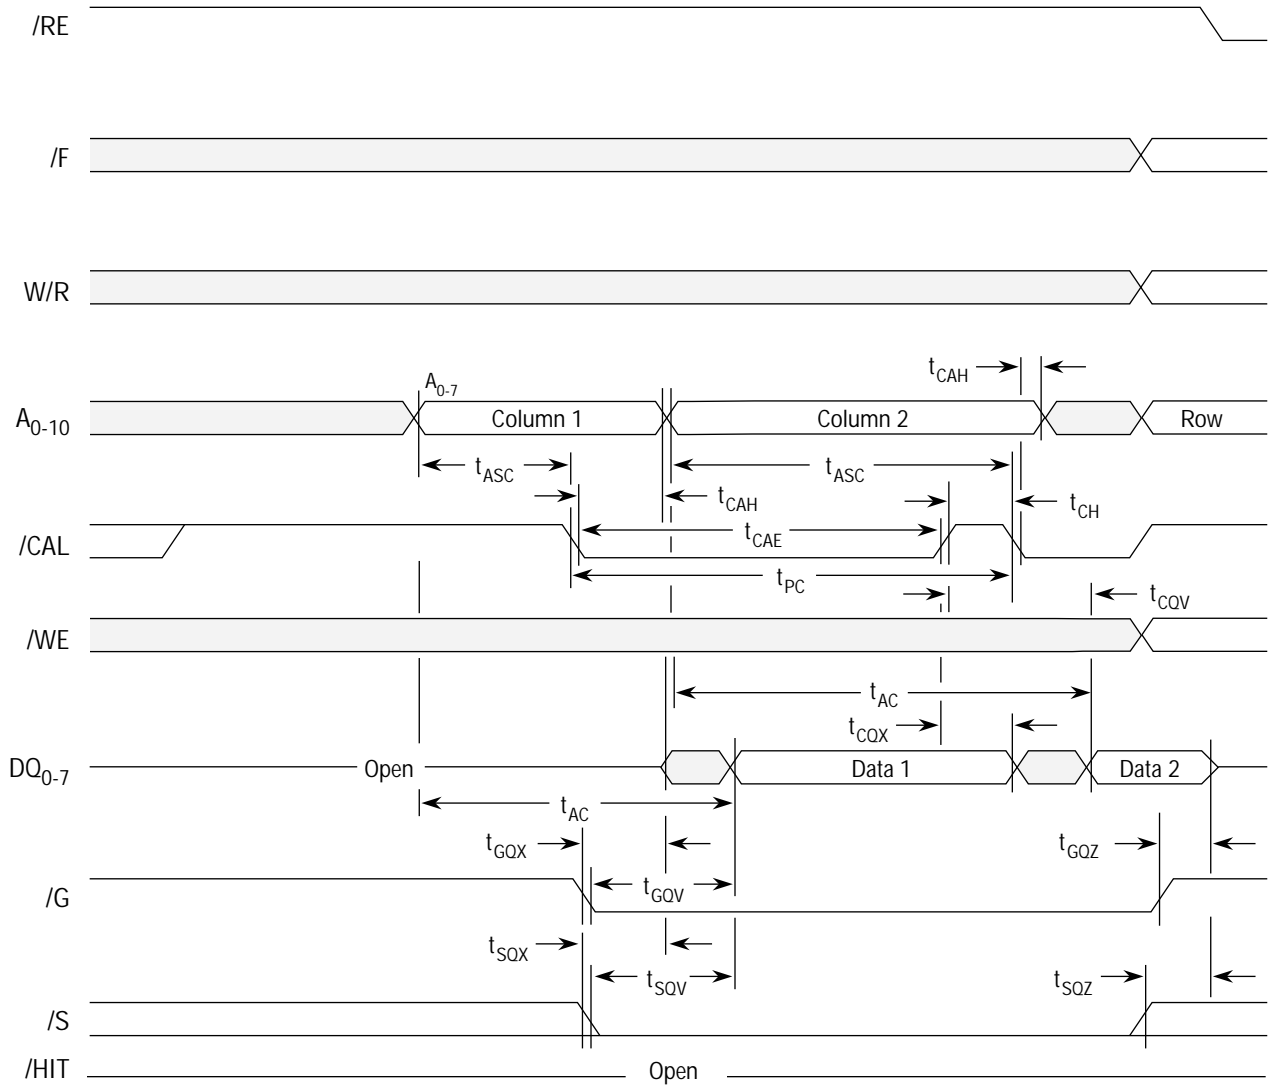 /RE
/F
W/R
tCAH
A0-7
A0-10 Column 1 Column 2 Row
tASC tASC
tCAH tCH
/CAL tCAE
tPC
tCQV
/WE
tAC
tCQX
DQ0-7 Open Data 1 Data 2
tAC
tGQX tGQZ
/G tGQV
tSQX
tSQV tSQZ
/S
/HIT Open